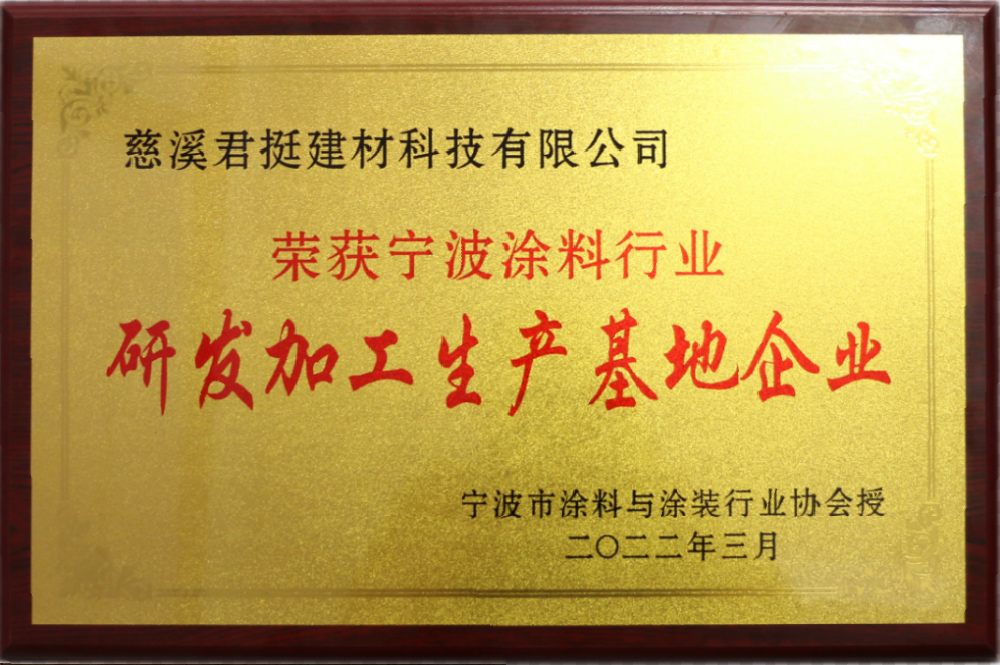 慈溪君挺建材科技有限公司
荣获宁波涂料行业
研发加工生产基地企业
宁波市涂料与涂装行业协会授
二〇二二年三月